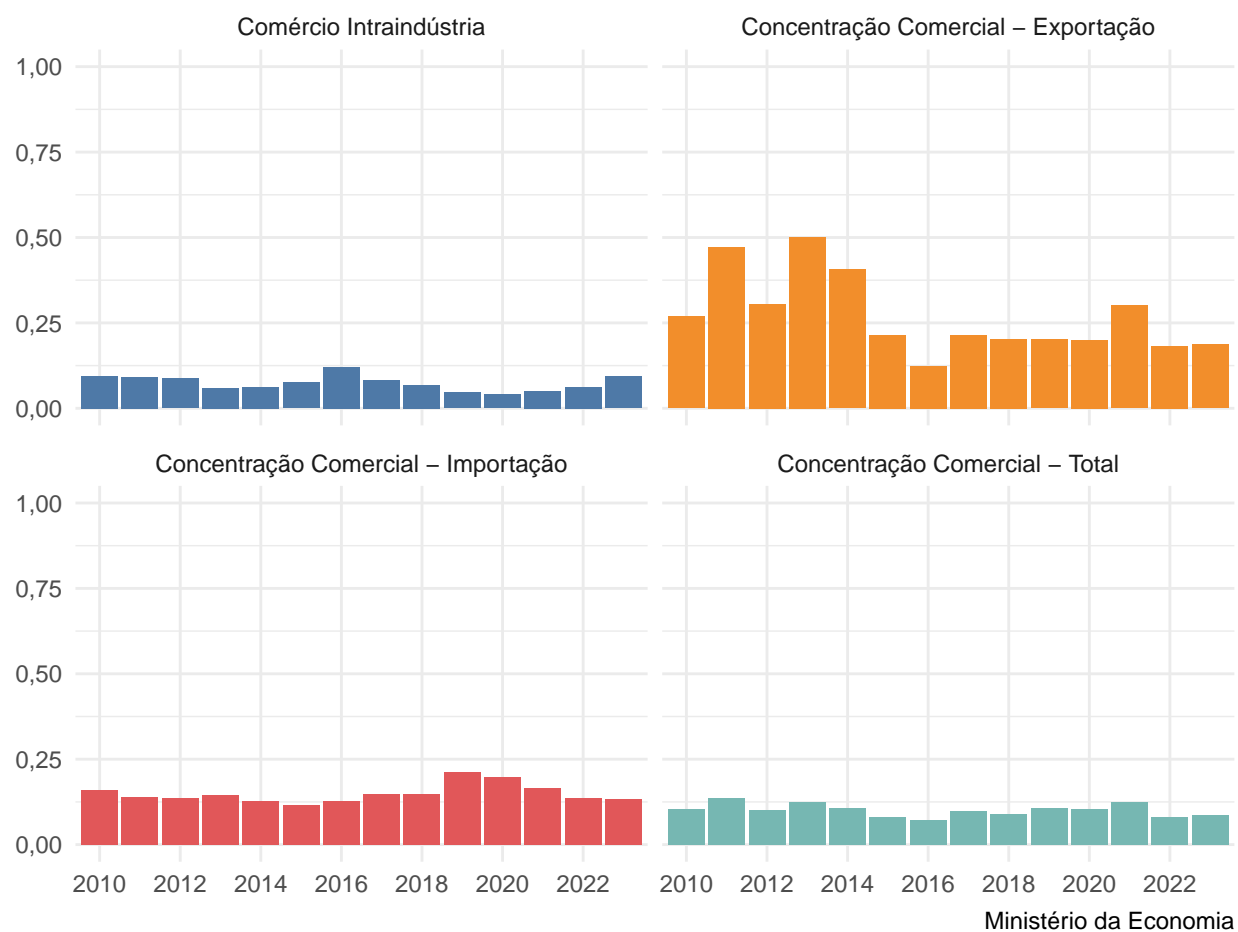 Comércio Intraindústria
Concentração Comercial – Exportação
1,00
0,75
0,50
0,25
0,00
Concentração Comercial – Importação
Concentração Comercial – Total
1,00
0,75
0,50
0,25
0,00
2010 2012 2014 2016 2018 2020 2022
2010 2012 2014 2016 2018 2020 2022
Ministério da Economia